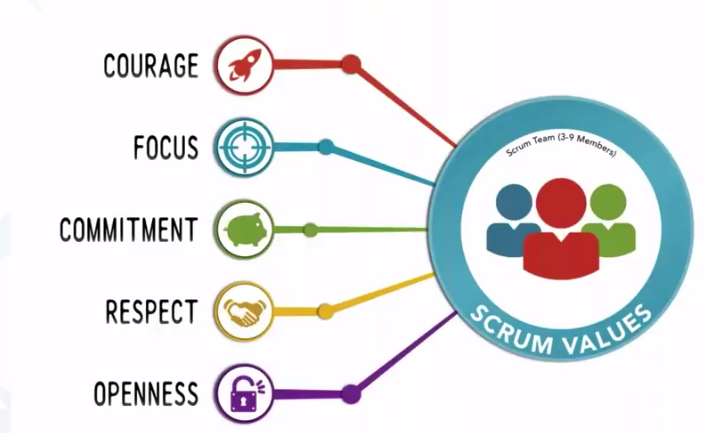 COURAGE
FOCUS
COMMITMENT
RESPECT
OPENNESS
Scrum Team (3-9 Members)
SCRUM VALUES